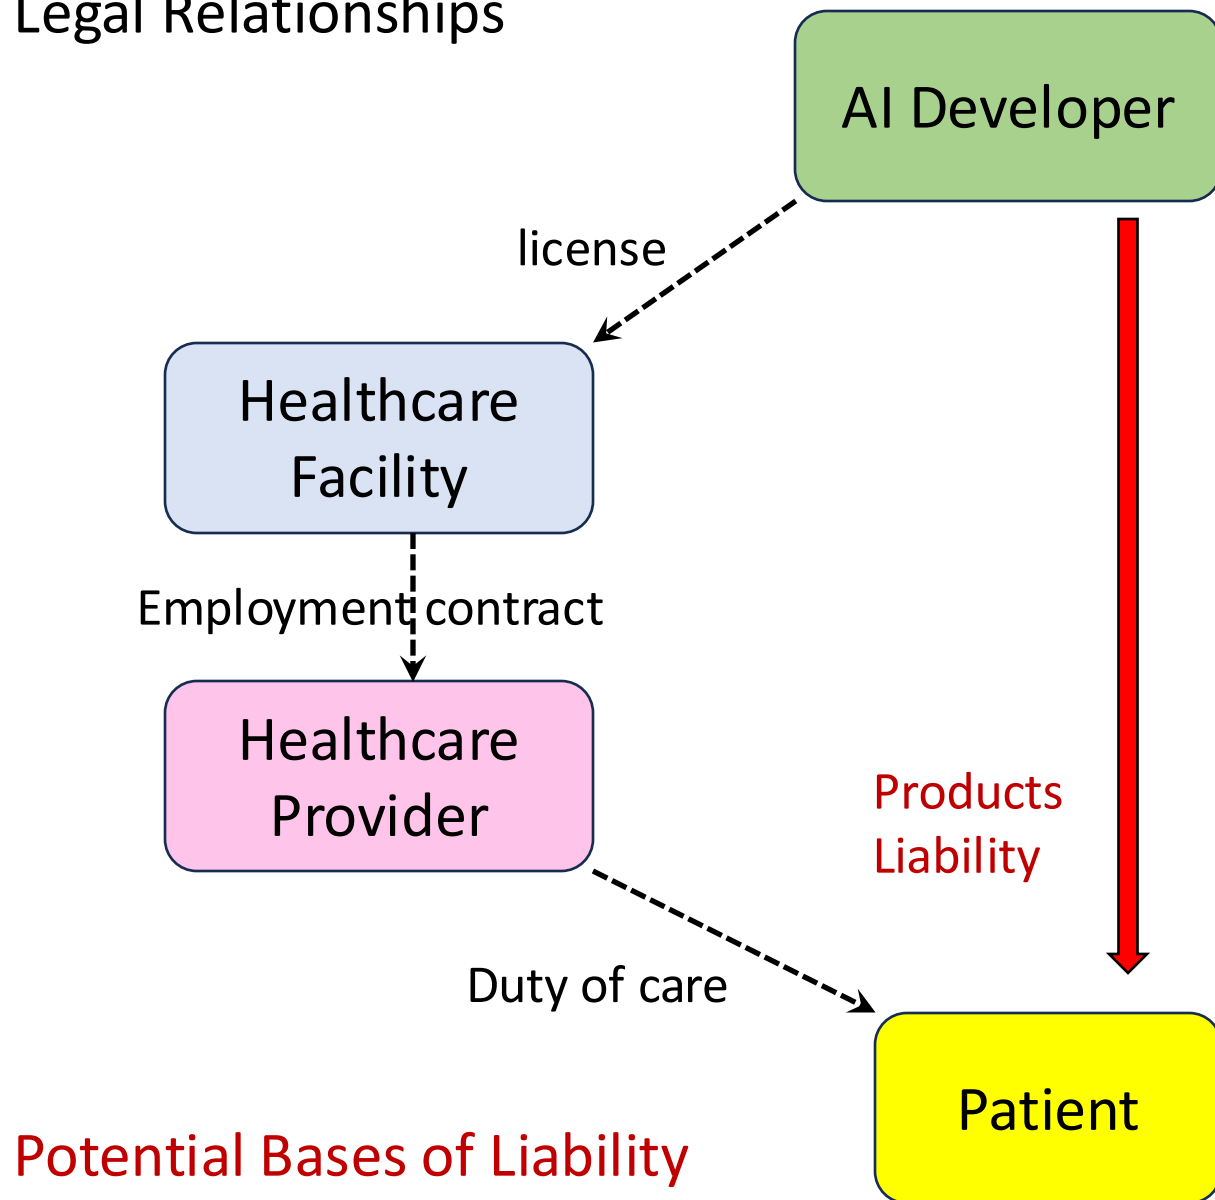 Legal Relationships
AI Developer
license
Healthcare
Facility
Employment contract
Healthcare
Provider
Products
Liability
Duty of care
Patient
Potential Bases of Liability